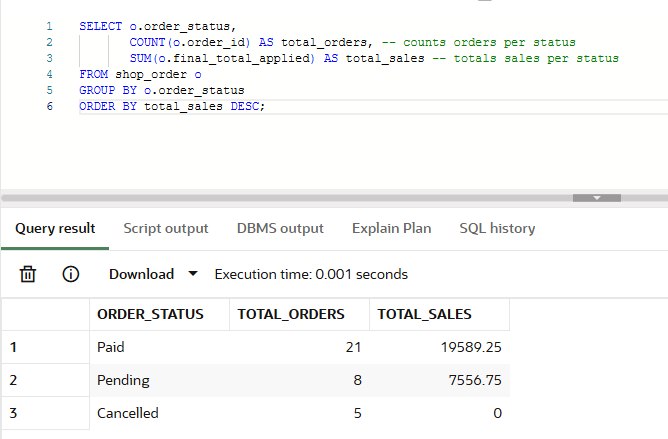 1 SELECT o.order_status,
2 COUNT(o.order_id) AS total_orders, -- counts orders per status
3 SUM(o.final_total_applied) AS total_sales -- totals sales per status
4 FROM shop_order o
5 GROUP BY o.order_status
6 ORDER BY total_sales DESC;
Query result Script output DBMS output Explain Plan SQL history
Download Execution time: 0.001 seconds
ORDER_STATUS TOTAL_ORDERS TOTAL_SALES
1 Paid 21 19589.25
2 Pending 8 7556.75
3 Cancelled 5 0